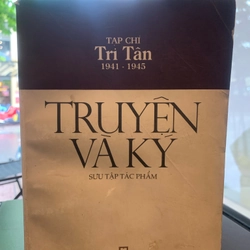 TẠP CHÍ
Tri Tân
1941 - 1945
TRUYỆN
VÀ KÝ
SƯU TẬP TÁC PHẨM